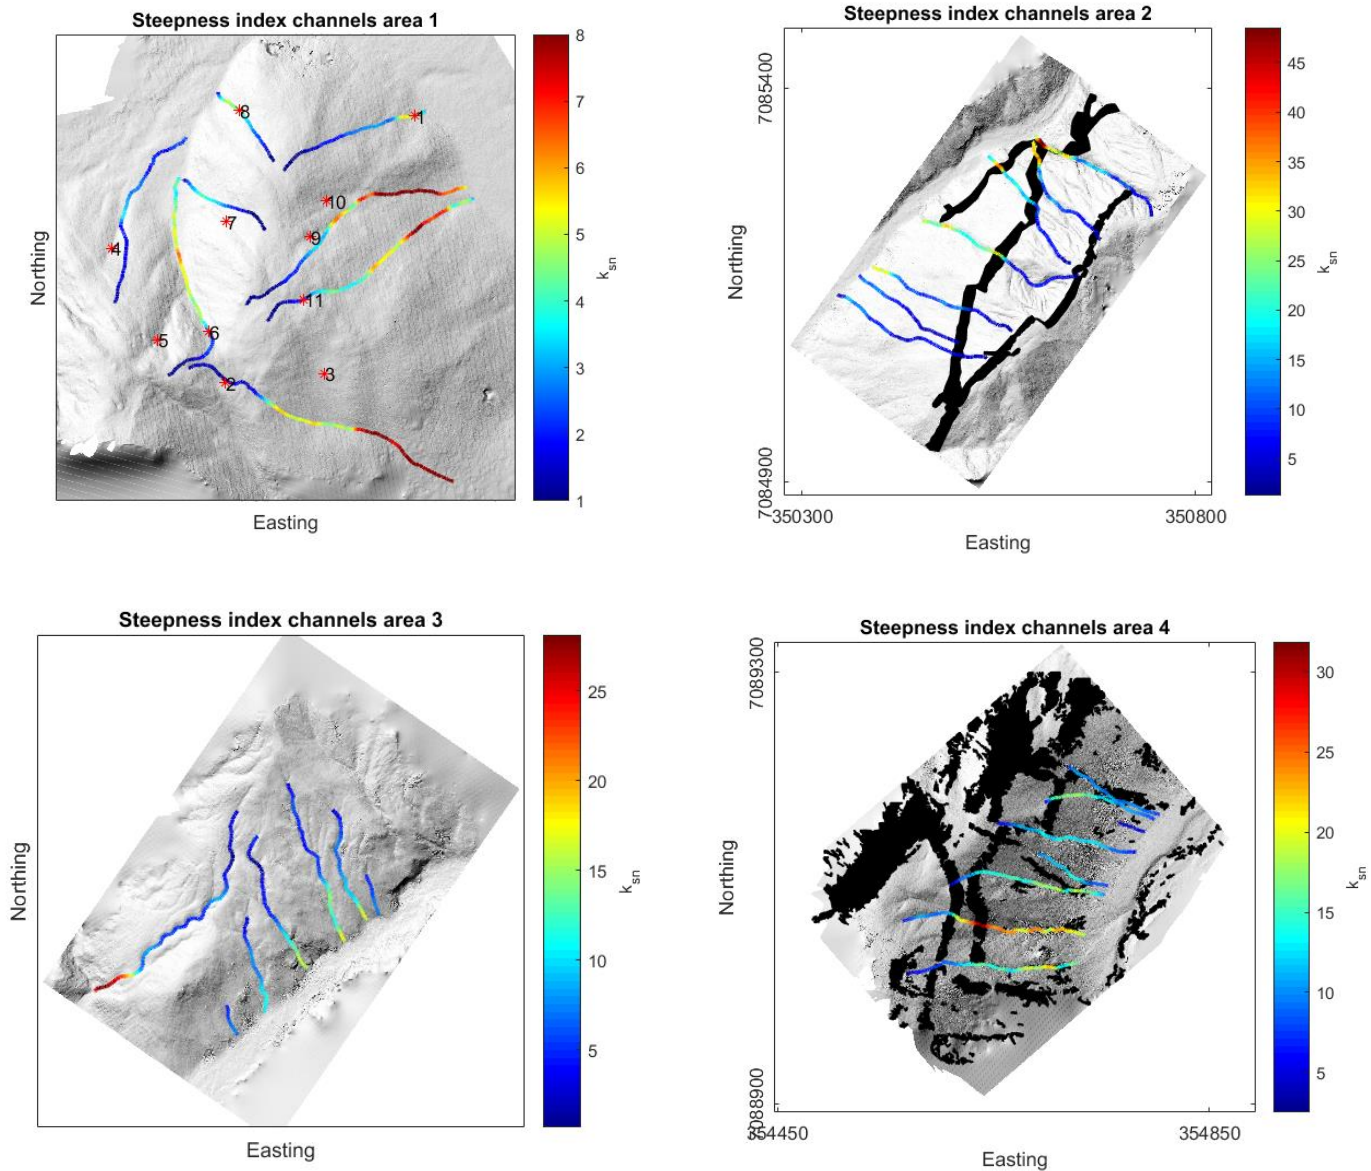 Steepness index channels area 1
8
7
6
5
4
3
2
1
k_sn
8
1
10
7
9
4
11
6
5
3
2
Northing
Easting
Steepness index channels area 2
7085400
7084900
350300
350800
45
40
35
30
25
20
15
10
5
k_sn
Northing
Easting
Steepness index channels area 3
25
20
15
10
5
k_sn
Northing
Easting
Steepness index channels area 4
7089300
7088900
354450
354850
30
25
20
15
10
5
k_sn
Northing
Easting